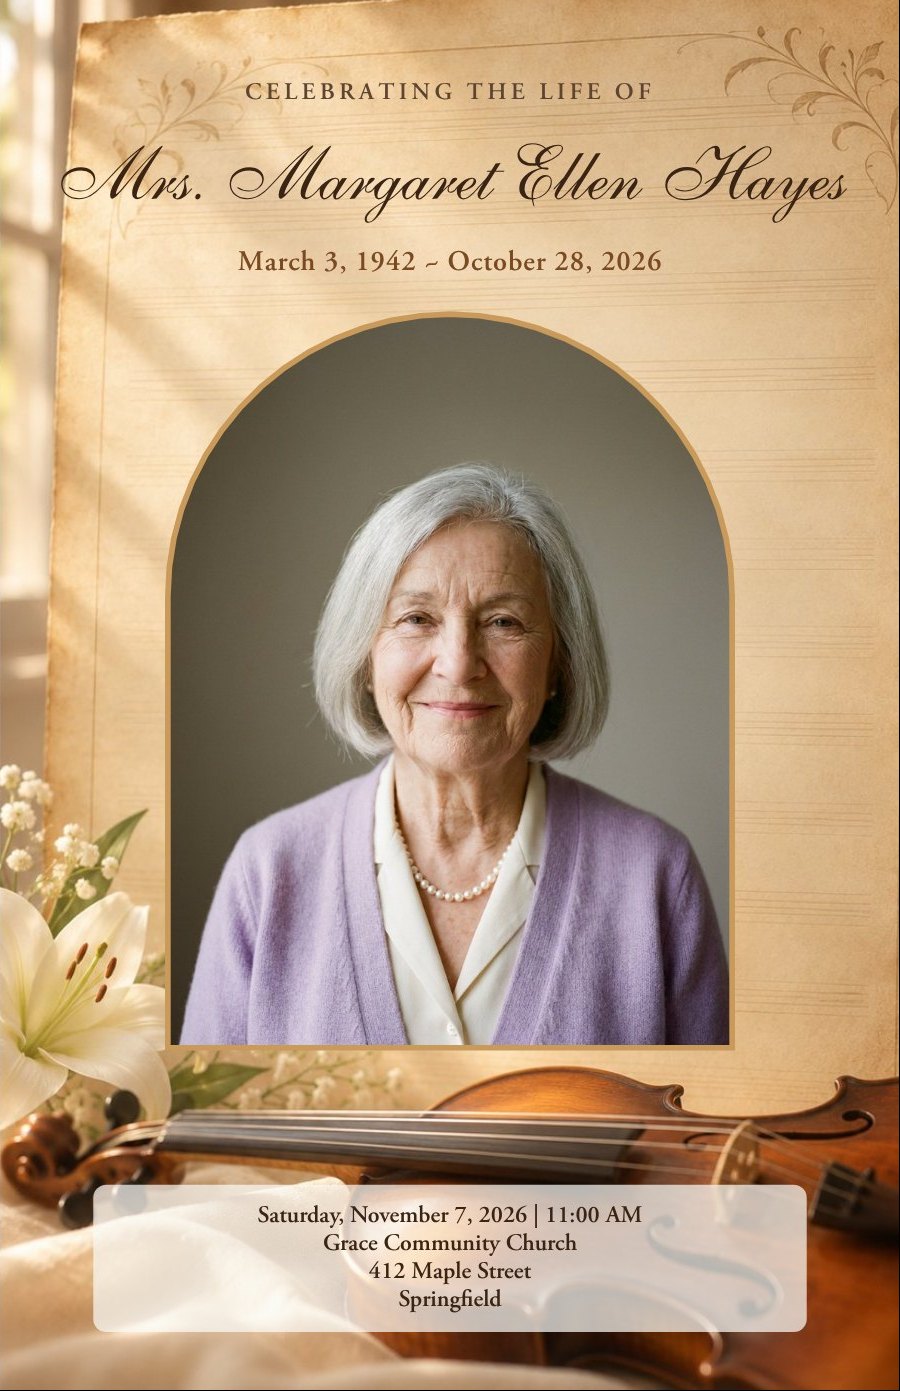 CELEBRATING THE LIFE OF
Mrs. Margaret Ellen Hayes
March 3, 1942 ~ October 28, 2026
Saturday, November 7, 2026 | 11:00 AM
Grace Community Church
412 Maple Street
Springfield